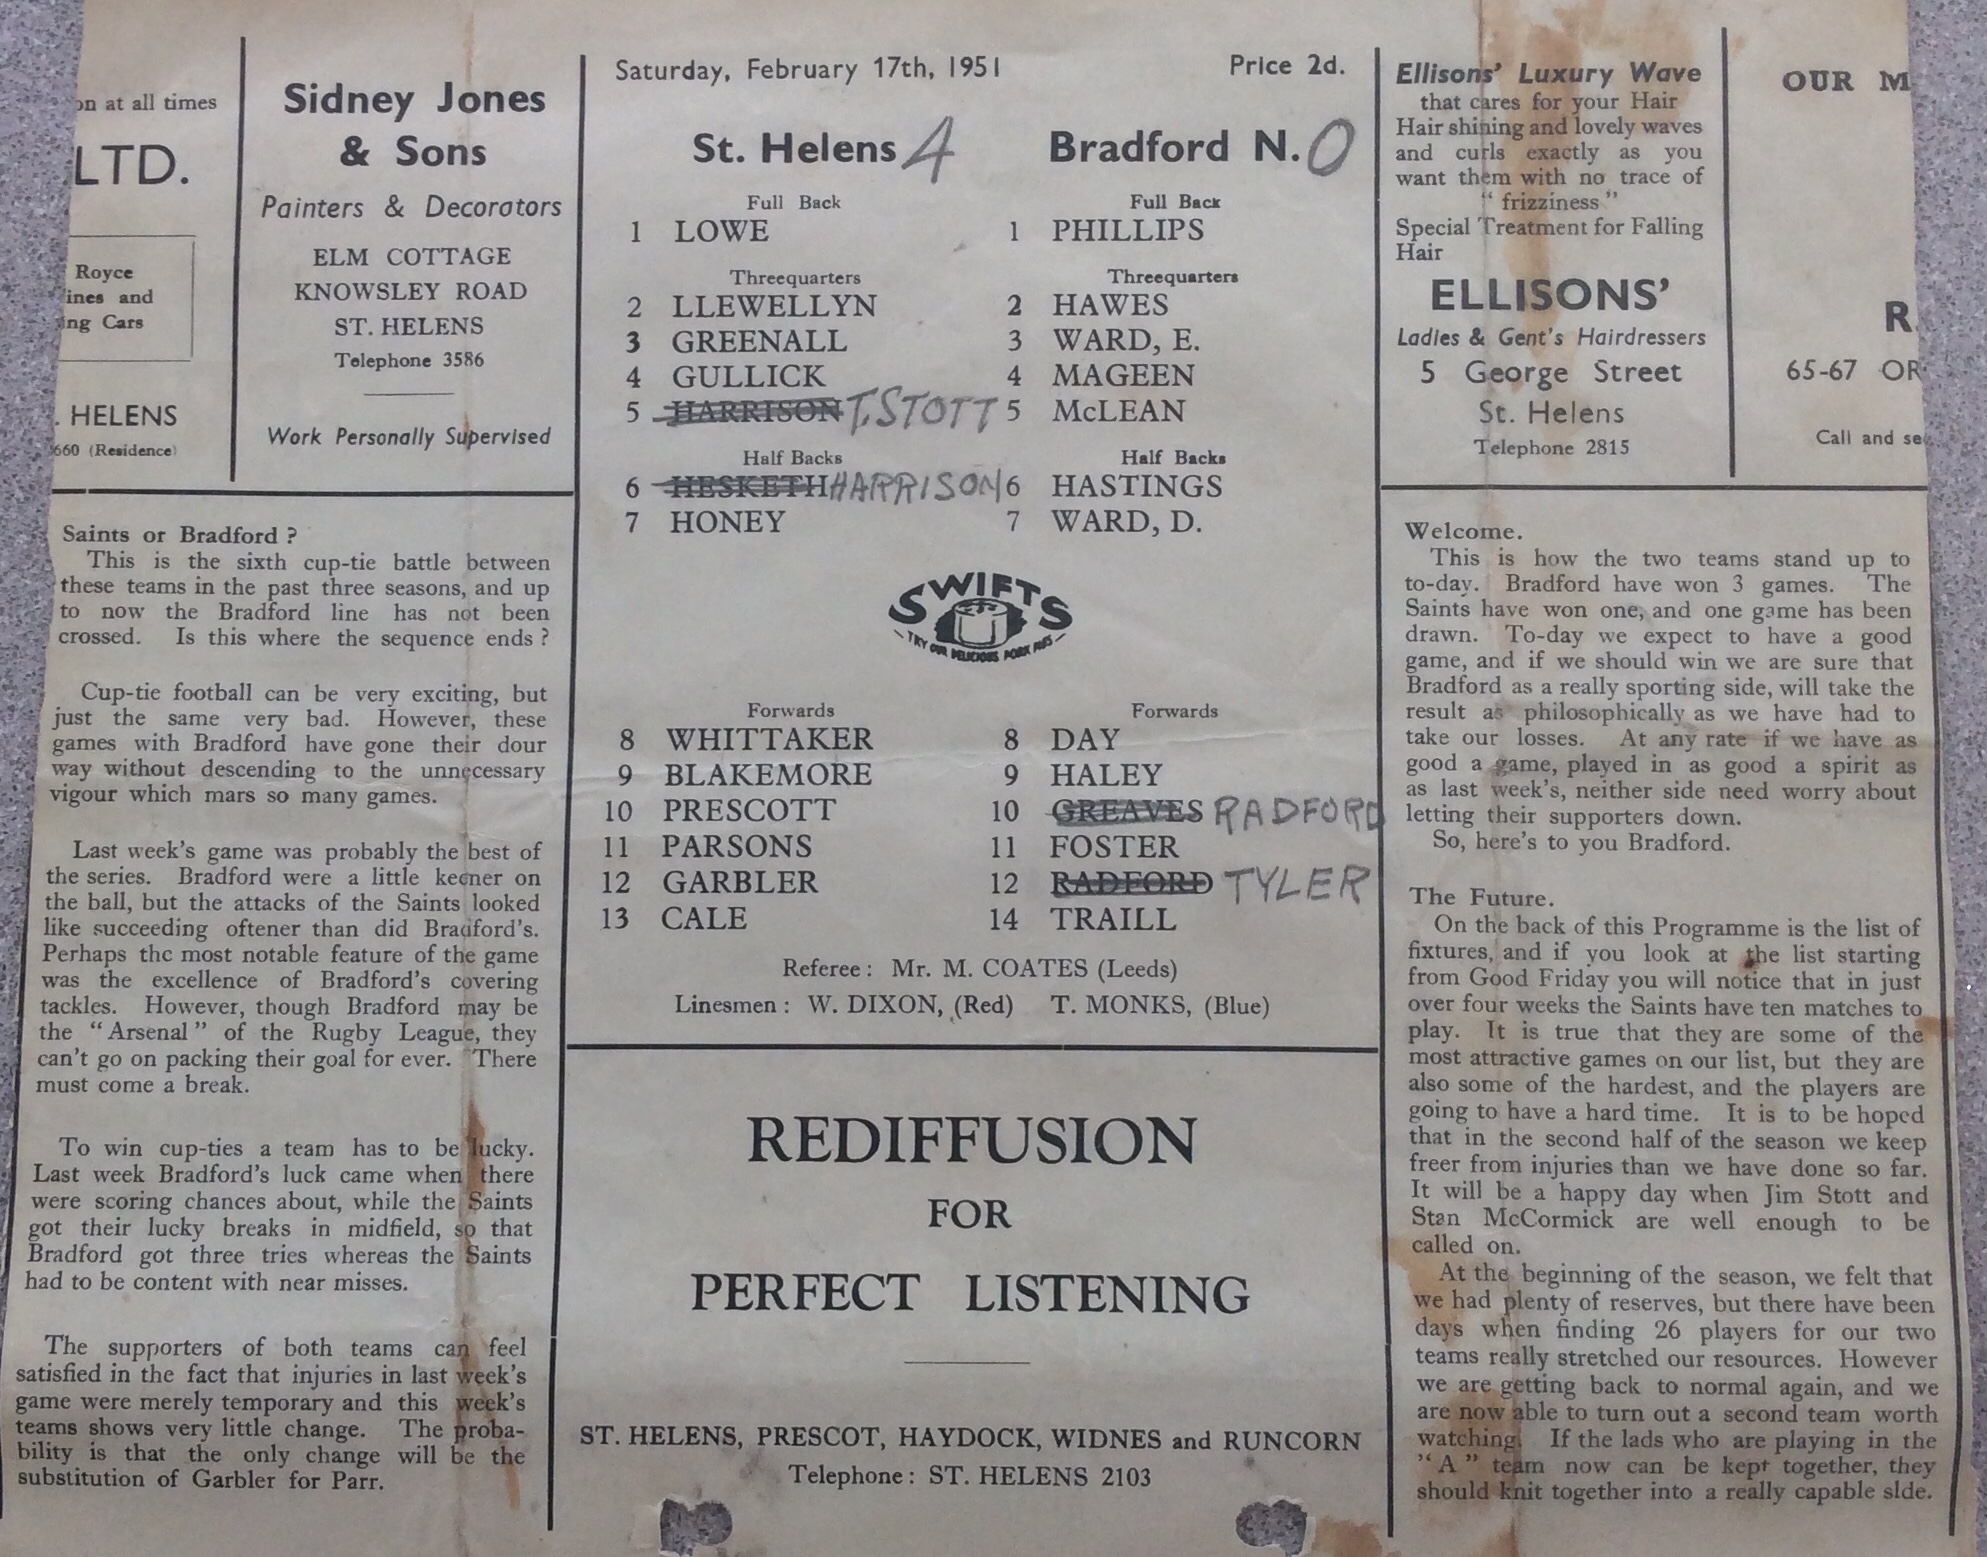 on at all times
LTD.
Royce
ines and
ing Cars
. HELENS
660 (Residence)
Sidney Jones
& Sons
Painters & Decorators
ELM COTTAGE
KNOWSLEY ROAD
ST. HELENS
Telephone 3586
Work Personally Supervised
Saints or Bradford ?
This is the sixth cup-tie battle between
these teams in the past three seasons, and up
to now the Bradford line has not been
crossed. Is this where the sequence ends ?
Cup-tie football can be very exciting, but
just the same very bad. However, these
games with Bradford have gone their dour
way without descending to the unnecessary
vigour which mars so many games.
Last week's game was probably the best of
the series. Bradford were a little keener on
the ball, but the attacks of the Saints looked
like succeeding oftener than did Bradford's.
Perhaps the most notable feature of the game
was the excellence of Bradford's covering
tackles. However, though Bradford may be
the "Arsenal" of the Rugby League, they
can't go on packing their goal for ever. There
must come a break.
To win cup-ties a team has to be lucky.
Last week Bradford's luck came when there
were scoring chances about, while the Saints
got their lucky breaks in midfield, so that
Bradford got three tries whereas the Saints
had to be content with near misses.
The supporters of both teams can feel
satisfied in the fact that injuries in last week's
game were merely temporary and this week's
teams shows very little change. The proba-
bility is that the only change will be the
substitution of Garbler for Parr.
Saturday, February 17th, 1951 Price 2d.
St. Helens 4 Bradford N. 0
Full Back Full Back
1 LOWE 1 PHILLIPS
Threequarters Threequarters
2 LLEWELLYN 2 HAWES
3 GREENALL 3 WARD, E.
4 GULLICK 4 MAGEEN
5 HARRISON T. STOTT 5 McLEAN
Half Backs Half Backs
6 HESKETH HARRISON 6 HASTINGS
7 HONEY 7 WARD, D.
SWIFTS
TRY OUR DELICIOUS PORK PIES
Forwards Forwards
8 WHITTAKER 8 DAY
9 BLAKEMORE 9 HALEY
10 PRESCOTT 10 GREAVES RADFORD
11 PARSONS 11 FOSTER
12 GARBLER 12 RADFORD TYLER
13 CALE 14 TRAILL
Referee : Mr. M. COATES (Leeds)
Linesmen : W. DIXON, (Red) T. MONKS, (Blue)
REDIFFUSION
FOR
PERFECT LISTENING
ST. HELENS, PRESCOT, HAYDOCK, WIDNES and RUNCORN
Telephone : ST. HELENS 2103
Ellisons' Luxury Wave
that cares for your Hair
Hair shining and lovely waves
and curls exactly as you
want them with no trace of
"frizziness"
Special Treatment for Falling
Hair
ELLISONS'
Ladies & Gent's Hairdressers
5 George Street
St. Helens
Telephone 2815
OUR M
R.
65-67 OR
Call and se
Welcome.
This is how the two teams stand up to
to-day. Bradford have won 3 games. The
Saints have won one, and one game has been
drawn. To-day we expect to have a good
game, and if we should win we are sure that
Bradford as a really sporting side, will take the
result as philosophically as we have had to
take our losses. At any rate if we have as
good a game, played in as good a spirit as
as last week's, neither side need worry about
letting their supporters down.
So, here's to you Bradford.
The Future.
On the back of this Programme is the list of
fixtures, and if you look at the list starting
from Good Friday you will notice that in just
over four weeks the Saints have ten matches to
play. It is true that they are some of the
most attractive games on our list, but they are
also some of the hardest, and the players are
going to have a hard time. It is to be hoped
that in the second half of the season we keep
freer from injuries than we have done so far.
It will be a happy day when Jim Stott and
Stan McCormick are well enough to be
called on.
At the beginning of the season, we felt that
we had plenty of reserves, but there have been
days when finding 26 players for our two
teams really stretched our resources. However
we are getting back to normal again, and we
are now able to turn out a second team worth
watching. If the lads who are playing in the
"A" team now can be kept together, they
should knit together into a really capable side.